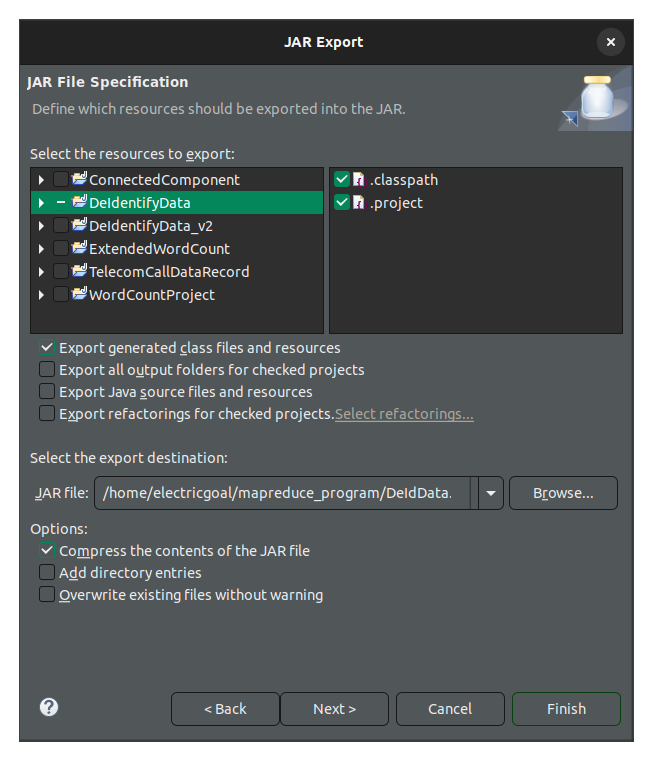 JAR Export
JAR File Specification
Define which resources should be exported into the JAR.
Select the resources to export:
ConnectedComponent
DeIdentifyData
DeIdentifyData_v2
ExtendedWordCount
TelecomCallDataRecord
WordCountProject
.classpath
.project
Export generated class files and resources
Export all output folders for checked projects
Export Java source files and resources
Export refactorings for checked projects. Select refactorings...
Select the export destination:
JAR file: /home/electricgoal/mapreduce_program/DeIdData. Browse...
Options:
Compress the contents of the JAR file
Add directory entries
Overwrite existing files without warning
? < Back Next > Cancel Finish